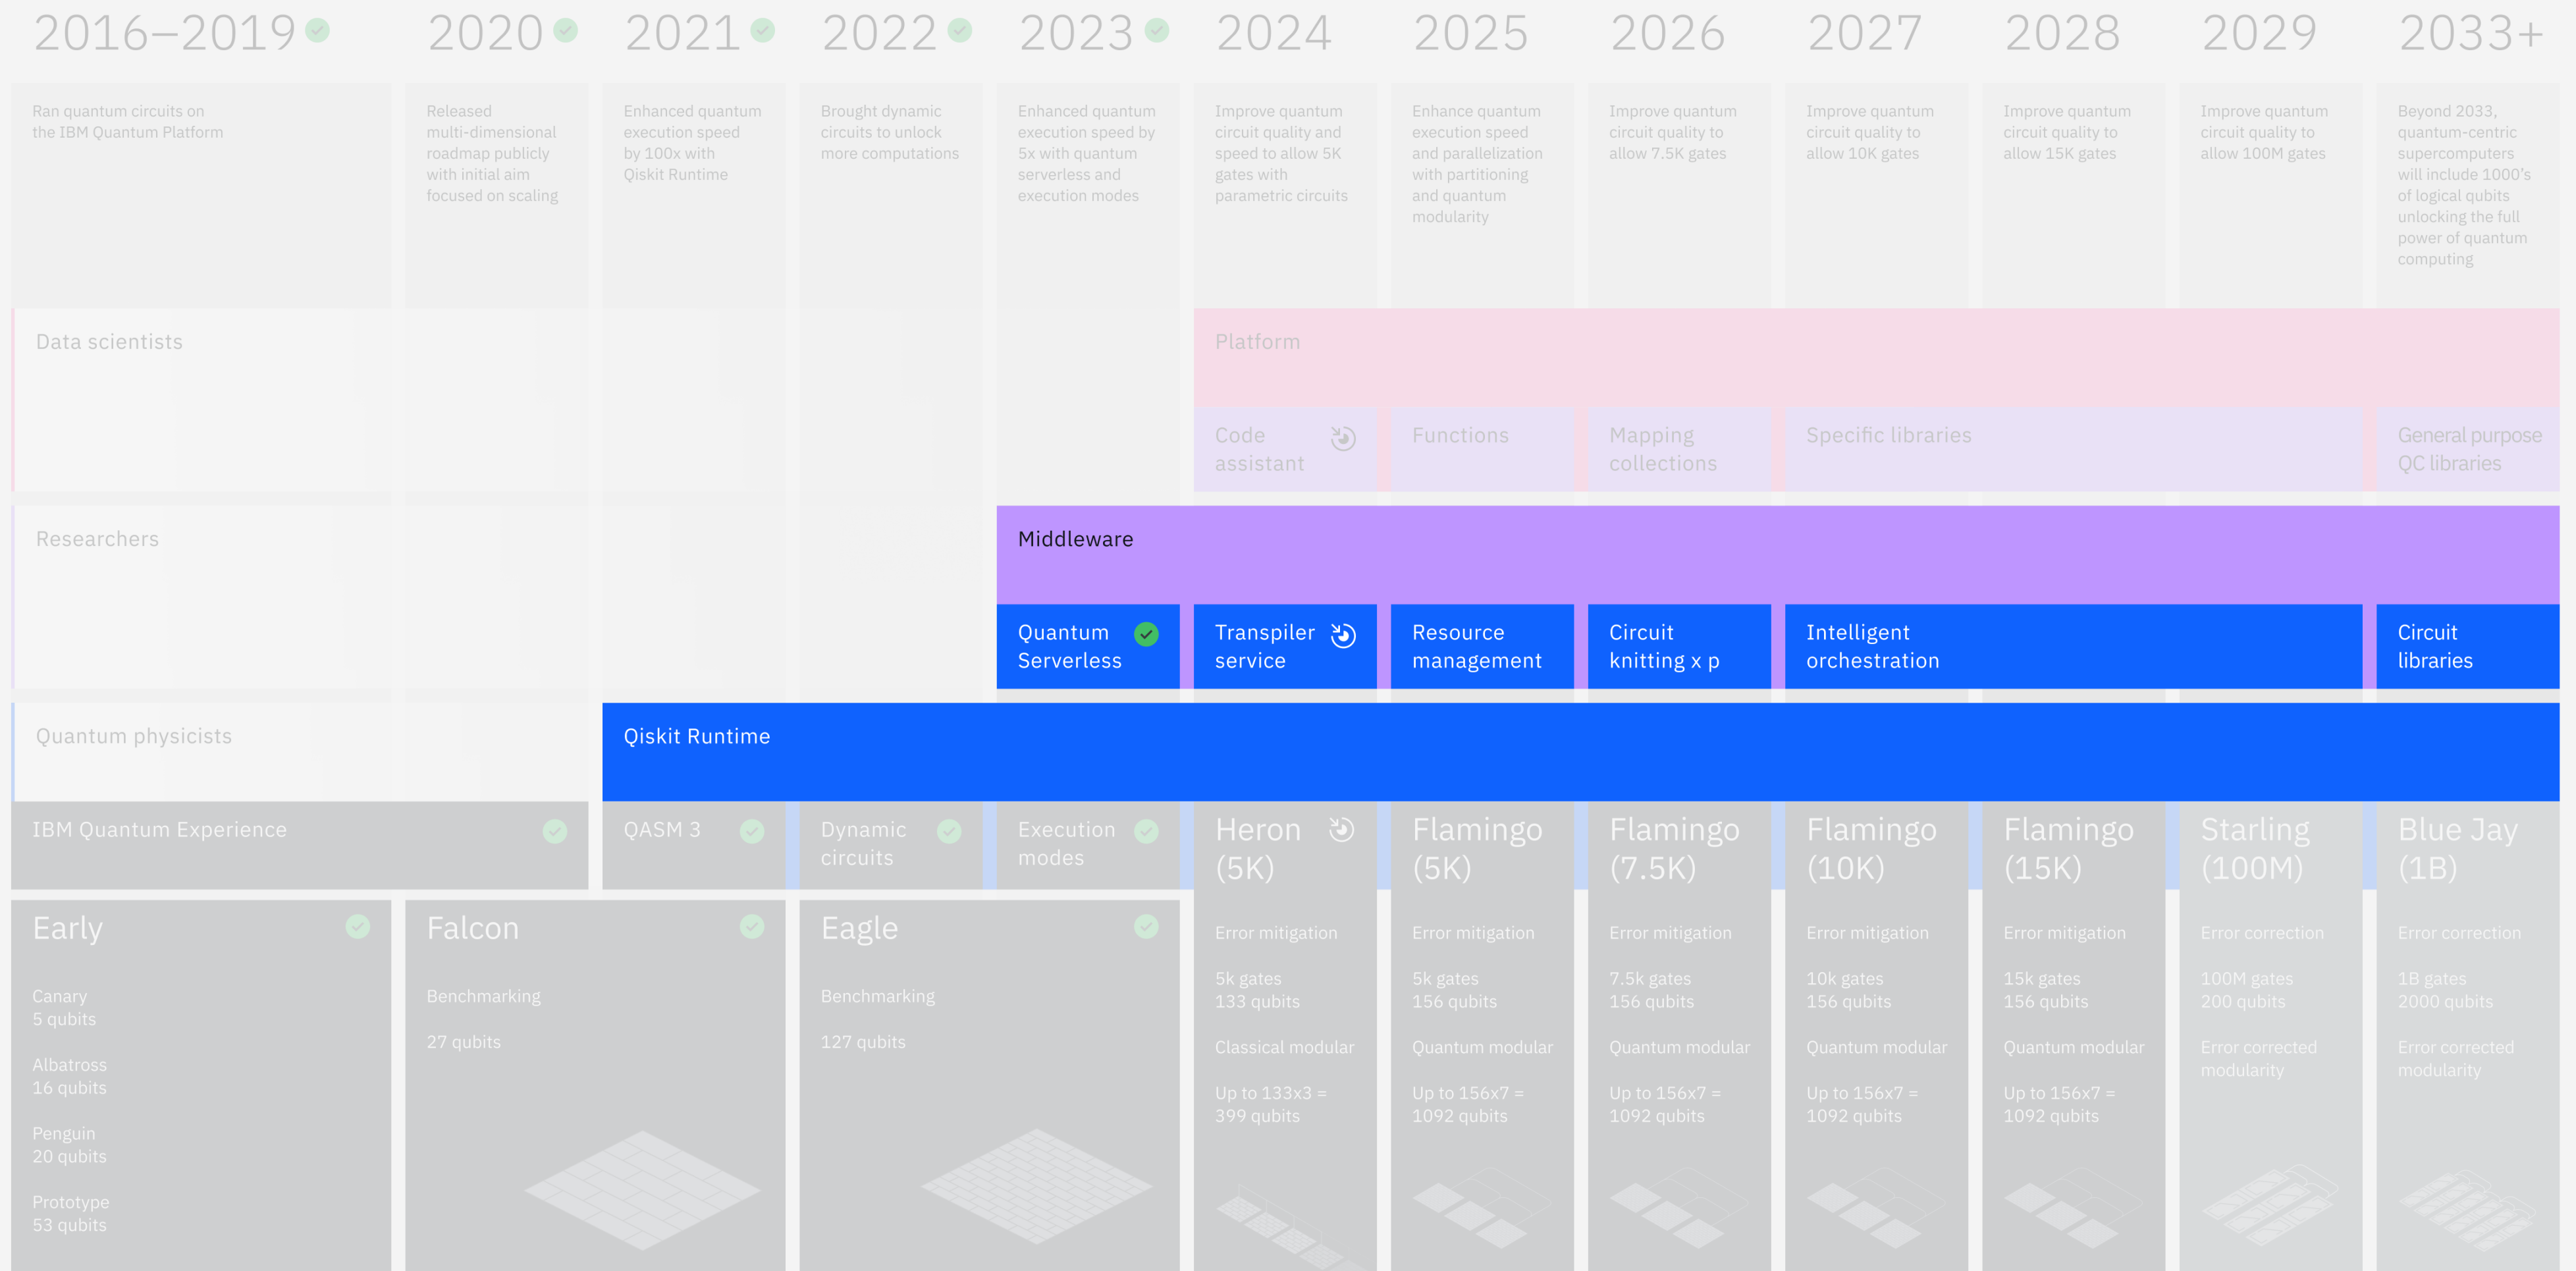 2016–2019
2020
2021
2022
2023
2024
2025
2026
2027
2028
2029
2033+
Ran quantum circuits on
the IBM Quantum Platform
Released
multi-dimensional
roadmap publicly
with initial aim
focused on scaling
Enhanced quantum
execution speed
by 100x with
Qiskit Runtime
Brought dynamic
circuits to unlock
more computations
Enhanced quantum
execution speed by
5x with quantum
serverless and
execution modes
Improve quantum
circuit quality and
speed to allow 5K
gates with
parametric circuits
Enhance quantum
execution speed
and parallelization
with partitioning
and quantum
modularity
Improve quantum
circuit quality to
allow 7.5K gates
Improve quantum
circuit quality to
allow 10K gates
Improve quantum
circuit quality to
allow 15K gates
Improve quantum
circuit quality to
allow 100M gates
Beyond 2033,
quantum-centric
supercomputers
will include 1000's
of logical qubits
unlocking the full
power of quantum
computing
Data scientists
Platform
Code
assistant
Functions
Mapping
collections
Specific libraries
General purpose
QC libraries
Researchers
Middleware
Quantum
Serverless
Transpiler
service
Resource
management
Circuit
knitting x p
Intelligent
orchestration
Circuit
libraries
Quantum physicists
Qiskit Runtime
IBM Quantum Experience
QASM 3
Dynamic
circuits
Execution
modes
Early
Canary
5 qubits
Albatross
16 qubits
Penguin
20 qubits
Prototype
53 qubits
Falcon
Benchmarking
27 qubits
Eagle
Benchmarking
127 qubits
Heron
(5K)
Error mitigation
5k gates
133 qubits
Classical modular
Up to 133x3 =
399 qubits
Flamingo
(5K)
Error mitigation
5k gates
156 qubits
Quantum modular
Up to 156x7 =
1092 qubits
Flamingo
(7.5K)
Error mitigation
7.5k gates
156 qubits
Quantum modular
Up to 156x7 =
1092 qubits
Flamingo
(10K)
Error mitigation
10k gates
156 qubits
Quantum modular
Up to 156x7 =
1092 qubits
Flamingo
(15K)
Error mitigation
15k gates
156 qubits
Quantum modular
Up to 156x7 =
1092 qubits
Starling
(100M)
Error correction
100M gates
200 qubits
Error corrected
modularity
Blue Jay
(1B)
Error correction
1B gates
2000 qubits
Error corrected
modularity